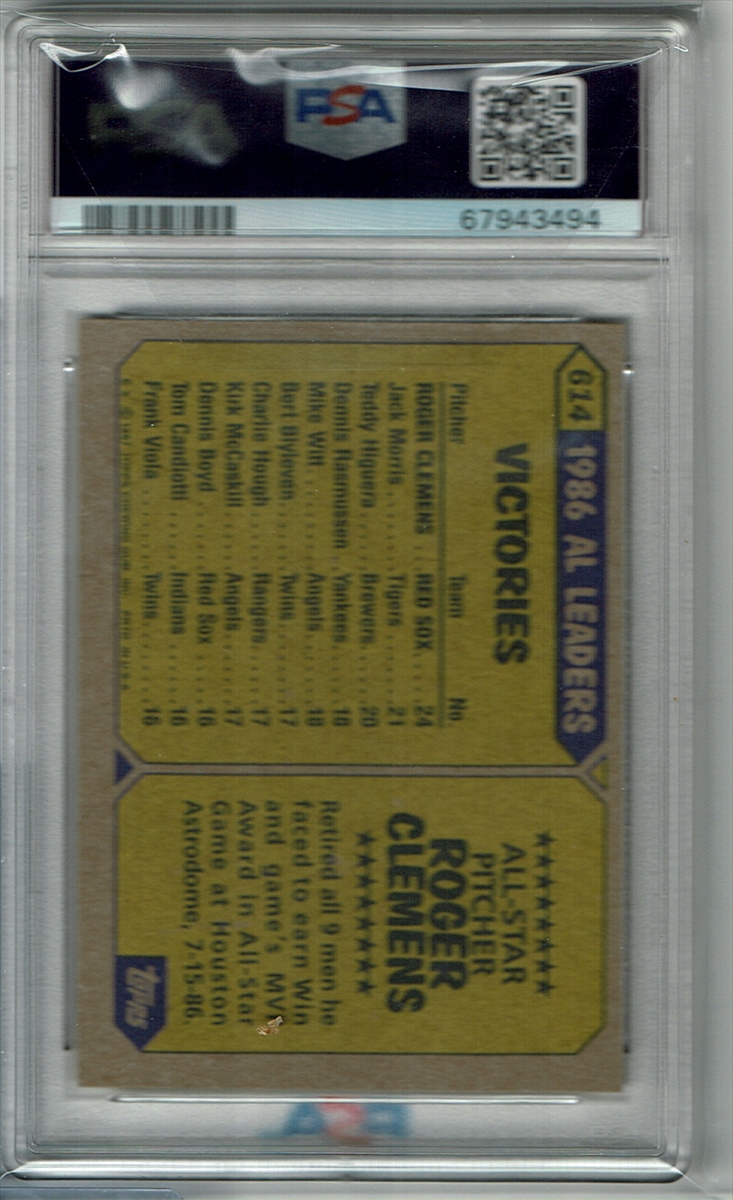 PSA
67943494
614 1986 AL LEADERS
VICTORIES
Pitcher Team No.
ROGER CLEMENS ... RED SOX ... 24
Jack Morris ..... Tigers ..... 21
Teddy Higuera .... Brewers .... 20
Dennis Rasmussen .. Yankees .... 18
Mike Witt ..... Angels ..... 18
Bert Blyleven .... Twins ..... 17
Charlie Hough .... Rangers .... 17
Kirk McCaskill .... Angels ..... 17
Dennis Boyd ..... Red Sox .... 16
Tom Candiotti .... Indians .... 16
Frank Viola ..... Twins ..... 16
ALL-STAR
PITCHER
ROGER
CLEMENS
Retired all 9 men he
faced to earn Win
and game's MVP
Award in All-Star
Game at Houston
Astrodome, 7-15-86.
TOPPS
PSA